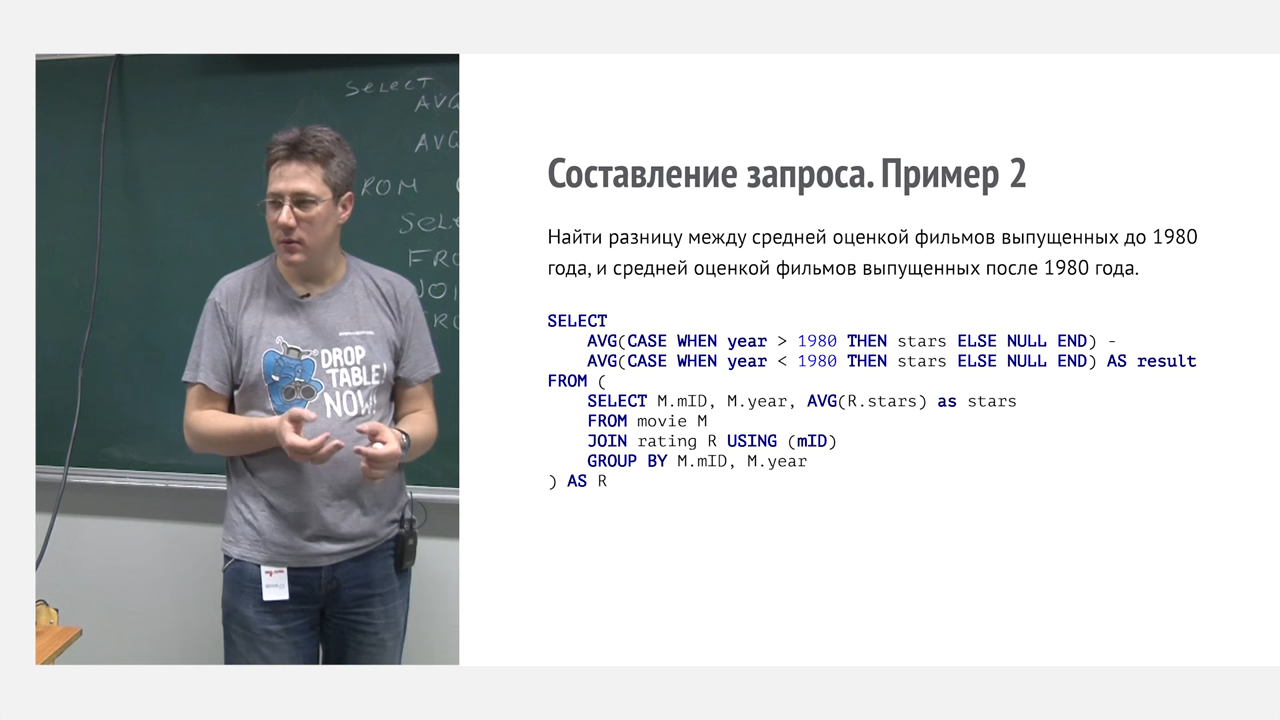 Select
AVG
AVG
ROM
SELE
FRO
JOI
DROP
TABLE!
NOW!
Составление запроса. Пример 2
Найти разницу между средней оценкой фильмов выпущенных до 1980
года, и средней оценкой фильмов выпущенных после 1980 года.
SELECT
AVG(CASE WHEN year > 1980 THEN stars ELSE NULL END) -
AVG(CASE WHEN year < 1980 THEN stars ELSE NULL END) AS result
FROM (
SELECT M.mID, M.year, AVG(R.stars) as stars
FROM movie M
JOIN rating R USING (mID)
GROUP BY M.mID, M.year
) AS R